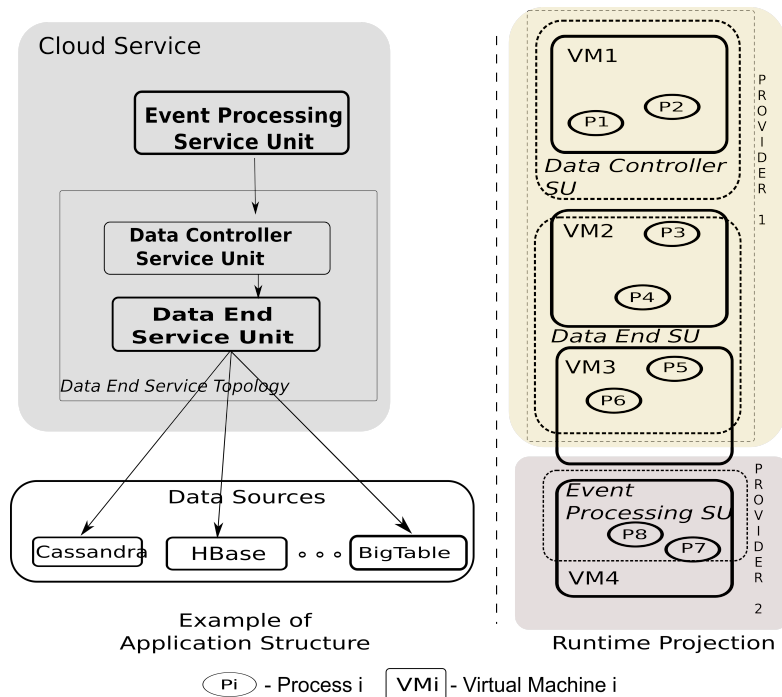 Cloud Service
Event Processing
Service Unit
Data Controller
Service Unit
Data End
Service Unit
Data End Service Topology
Data Sources
Cassandra
HBase
BigTable
Example of
Application Structure
VM1
P1
P2
Data Controller
SU
VM2
P3
P4
Data End SU
VM3
P5
P6
PROVIDER 1
Event
Processing SU
P8
P7
VM4
PROVIDER 2
Runtime Projection
Pi - Process i
VMi - Virtual Machine i